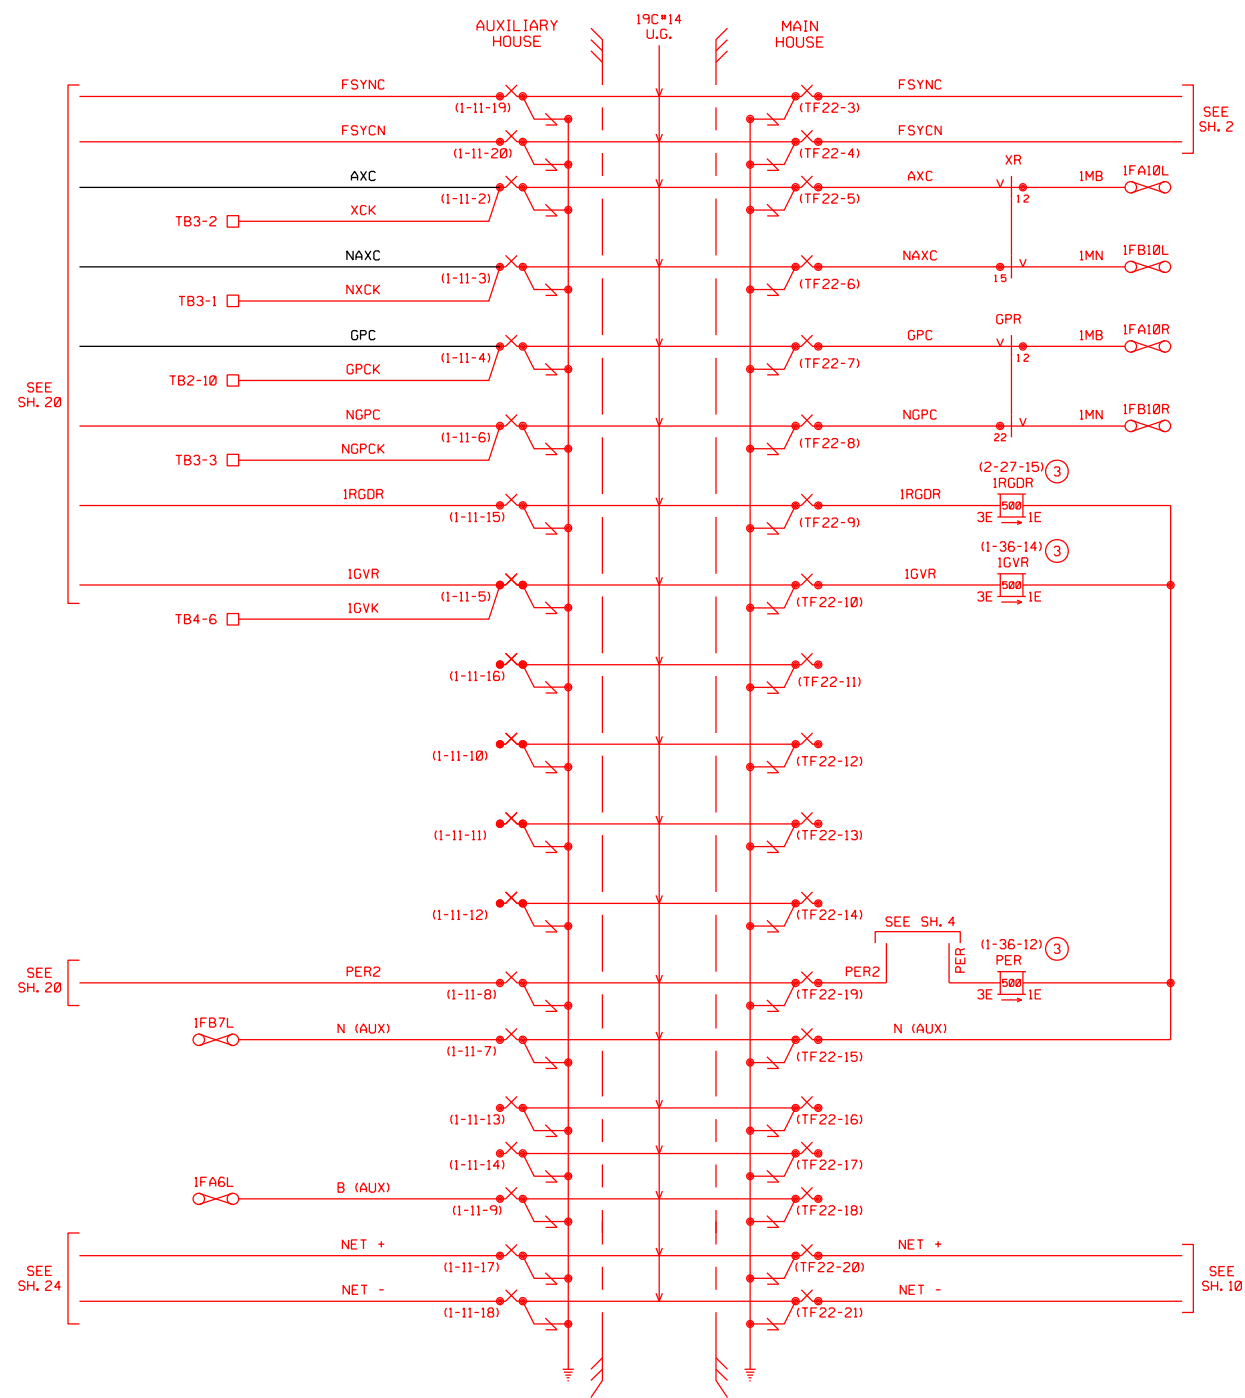 AUXILIARY
HOUSE
19C#14
U.G.
MAIN
HOUSE
FSYNC
(1-11-19)
(TF22-3)
FSYNC
SEE
SH. 2
FSYCN
(1-11-20)
(TF22-4)
FSYCN
XR
AXC
(1-11-2)
(TF22-5)
AXC
12
1MB
1FA10L
TB3-2
XCK
NAXC
(1-11-3)
(TF22-6)
NAXC
15
1MN
1FB10L
TB3-1
NXCK
GPR
GPC
(1-11-4)
(TF22-7)
GPC
12
1MB
1FA10R
TB2-10
GPCK
SEE
SH. 20
NGPC
(1-11-6)
(TF22-8)
NGPC
22
1MN
1FB10R
TB3-3
NGPCK
(2-27-15)
3
1RGDR
1RGDR
(1-11-15)
(TF22-9)
1RGDR
500
3E
1E
(1-36-14)
3
1GVR
1GVR
(1-11-5)
(TF22-10)
1GVR
500
3E
1E
TB4-6
1GVK
(1-11-16)
(TF22-11)
(1-11-10)
(TF22-12)
(1-11-11)
(TF22-13)
(1-11-12)
(TF22-14)
SEE SH. 4
PER
(1-36-12)
3
PER
SEE
SH. 20
PER2
(1-11-8)
(TF22-19)
PER2
500
3E
1E
1FB7L
N (AUX)
(1-11-7)
(TF22-15)
N (AUX)
(1-11-13)
(TF22-16)
(1-11-14)
(TF22-17)
1FA6L
B (AUX)
(1-11-9)
(TF22-18)
SEE
SH. 24
NET +
(1-11-17)
(TF22-20)
NET +
SEE
SH. 10
NET -
(1-11-18)
(TF22-21)
NET -